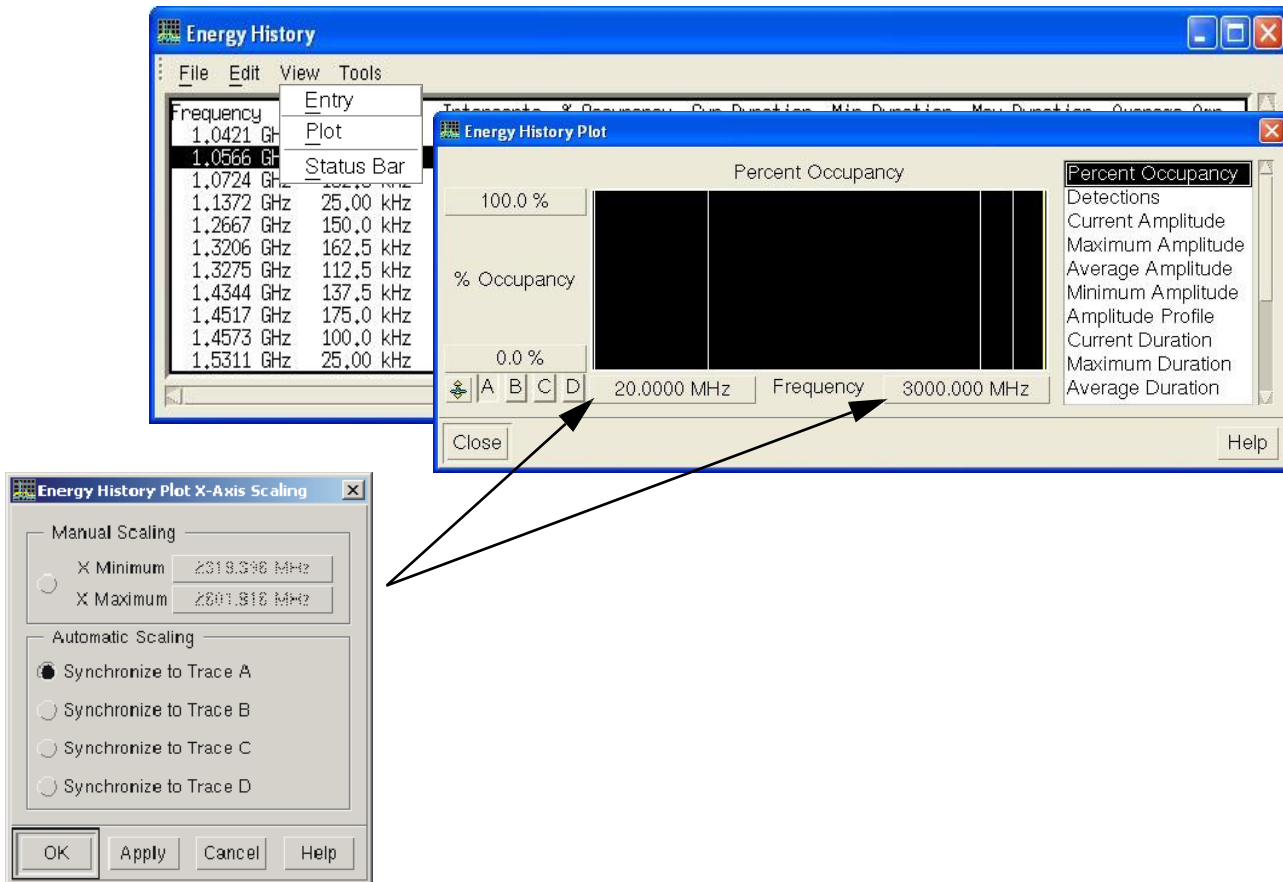 Energy History
File Edit View Tools
Entry
Plot
Status Bar
Frequency
1.0421 GHz
1.0566 GHz
1.0724 GHz
1.1372 GHz 25.00 kHz
1.2667 GHz 150.0 kHz
1.3206 GHz 162.5 kHz
1.3275 GHz 112.5 kHz
1.4344 GHz 137.5 kHz
1.4517 GHz 175.0 kHz
1.4573 GHz 100.0 kHz
1.5311 GHz 25.00 kHz
Energy History Plot
Percent Occupancy
100.0 %
% Occupancy
0.0 %
A B C D 20.0000 MHz Frequency 3000.000 MHz
Percent Occupancy
Detections
Current Amplitude
Maximum Amplitude
Average Amplitude
Minimum Amplitude
Amplitude Profile
Current Duration
Maximum Duration
Average Duration
Close Help
Energy History Plot X-Axis Scaling
Manual Scaling
X Minimum
X Maximum
Automatic Scaling
Synchronize to Trace A
Synchronize to Trace B
Synchronize to Trace C
Synchronize to Trace D
OK Apply Cancel Help